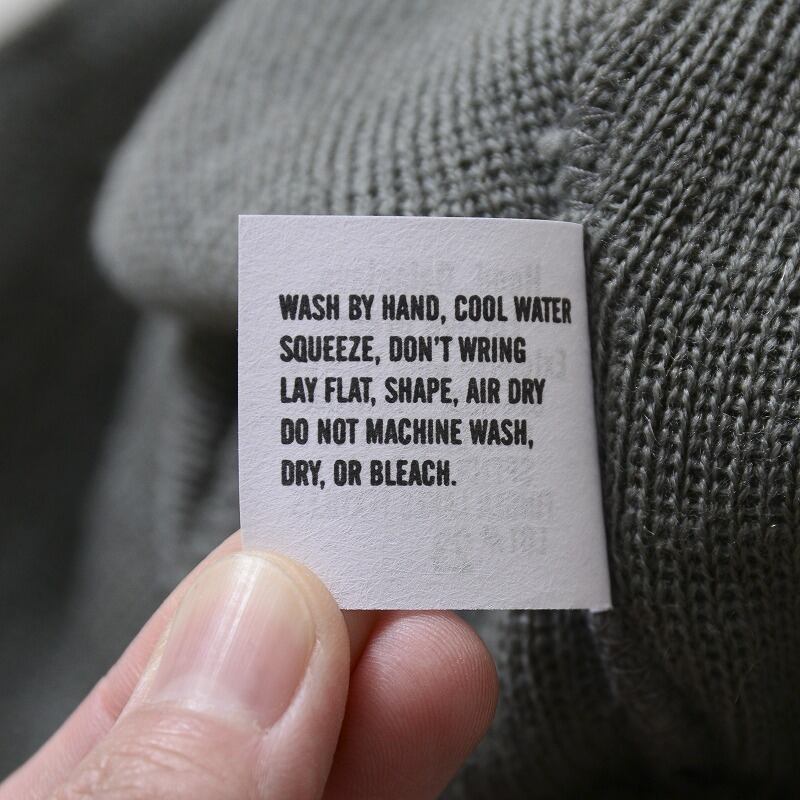 WASH BY HAND, COOL WATER
SQUEEZE, DON'T WRING
LAY FLAT, SHAPE, AIR DRY
DO NOT MACHINE WASH,
DRY, OR BLEACH.